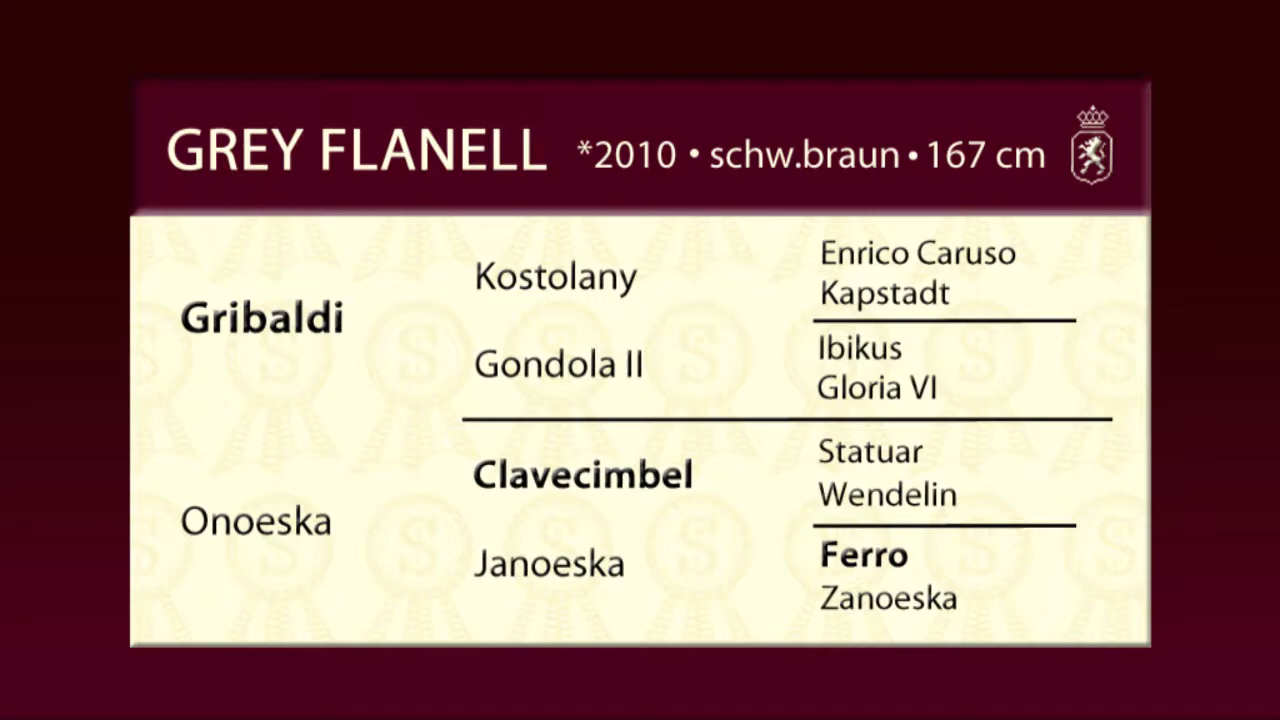 GREY FLANELL *2010 • schw.braun • 167 cm
Gribaldi
Kostolany
Enrico Caruso
Kapstadt
Gondola II
Ibikus
Gloria VI
Onoeska
Clavecimbel
Statuar
Wendelin
Janoeska
Ferro
Zanoeska